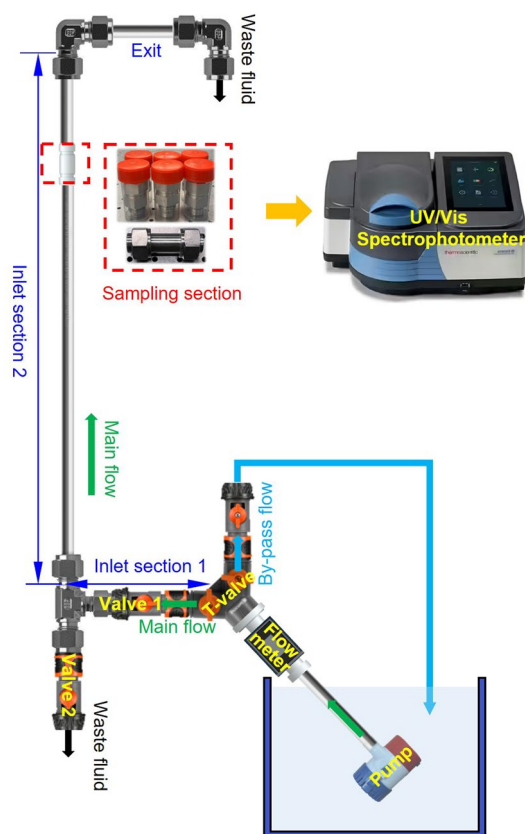 Exit
Waste fluid
Sampling section
UV/Vis
Spectrophotometer
Inlet section 2
Main flow
By-pass flow
Inlet section 1
Valve 1
T-valve
Main flow
Flow
meter
Valve 2
Waste fluid
Pump